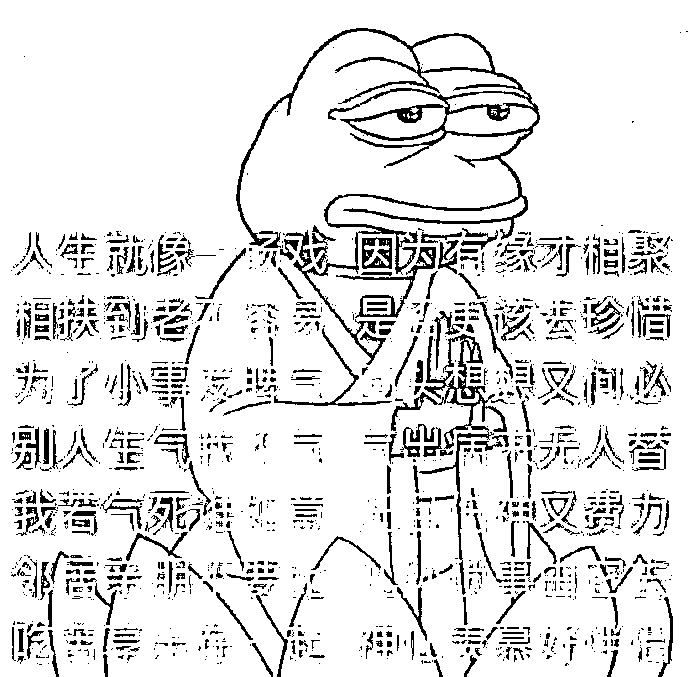 人生就像一场戏 因为有缘才相聚
相扶到老不容易 是否更该去珍惜
为了小事发脾气 回头想想又何必
别人生气我不气 气出病来无人替
我若气死谁如意 况且伤神又费力
邻居亲朋不要比 儿孙琐事由它去
吃苦享乐在一起 神仙羡慕好伴侣